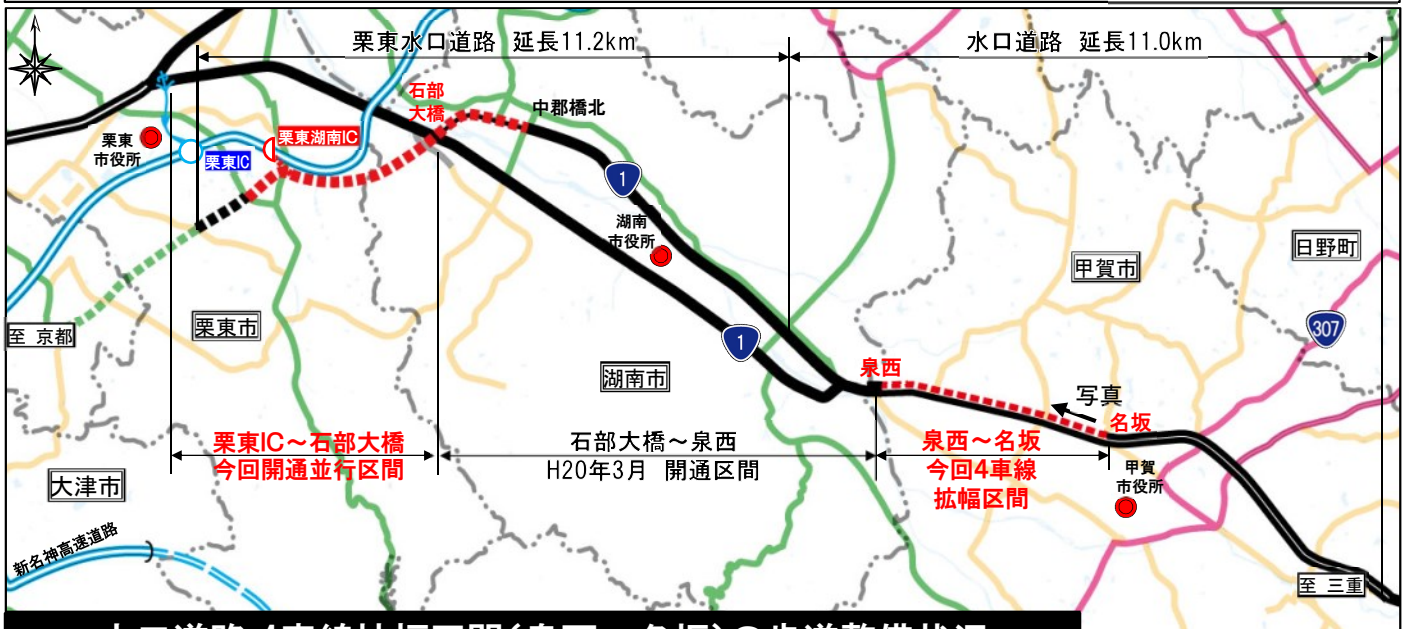 栗東水口道路 延長11.2km
水口道路 延長11.0km
石部
大橋
中郡橋北
栗東
市役所
栗東IC
栗東湖南IC
1
湖南
市役所
甲賀市
日野町
307
至 京都
栗東市
1
湖南市
泉西
写真
名坂
栗東IC～石部大橋
今回開通並行区間
石部大橋～泉西
H20年3月 開通区間
泉西～名坂
今回4車線
拡幅区間
甲賀
市役所
大津市
新名神高速道路
至 三重